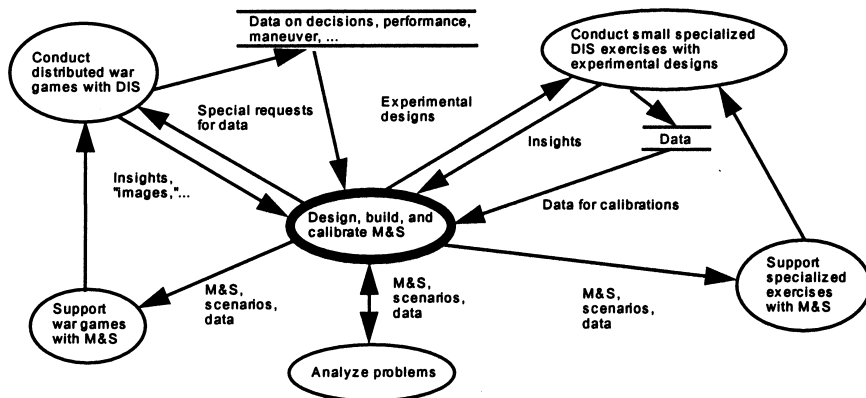 Conduct
distributed war
games with DIS
Data on decisions, performance,
maneuver, ...
Conduct small specialized
DIS exercises with
experimental designs
Special requests
for data
Experimental
designs
Insights
Data
Insights,
"images,"...
Design, build, and
calibrate M&S
Data for calibrations
Support
war games
with M&S
M&S,
scenarios,
data
M&S,
scenarios,
data
M&S,
scenarios,
data
Support
specialized
exercises
with M&S
Analyze problems